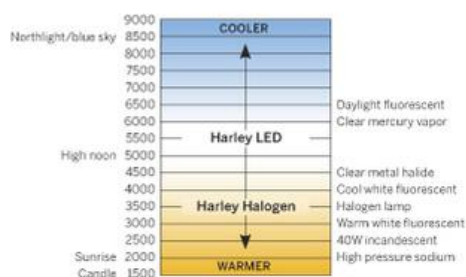 9000
COOLER
Northlight/blue sky 8500
8000
7500
7000
6500 Daylight fluorescent
6000 Clear mercury vapor
5500 Harley LED
High noon 5000
4500 Clear metal halide
4000 Cool white fluorescent
3500 Harley Halogen Halogen lamp
3000 Warm white fluorescent
2500 40W incandescent
Sunrise 2000 High pressure sodium
WARMER
Candle 1500